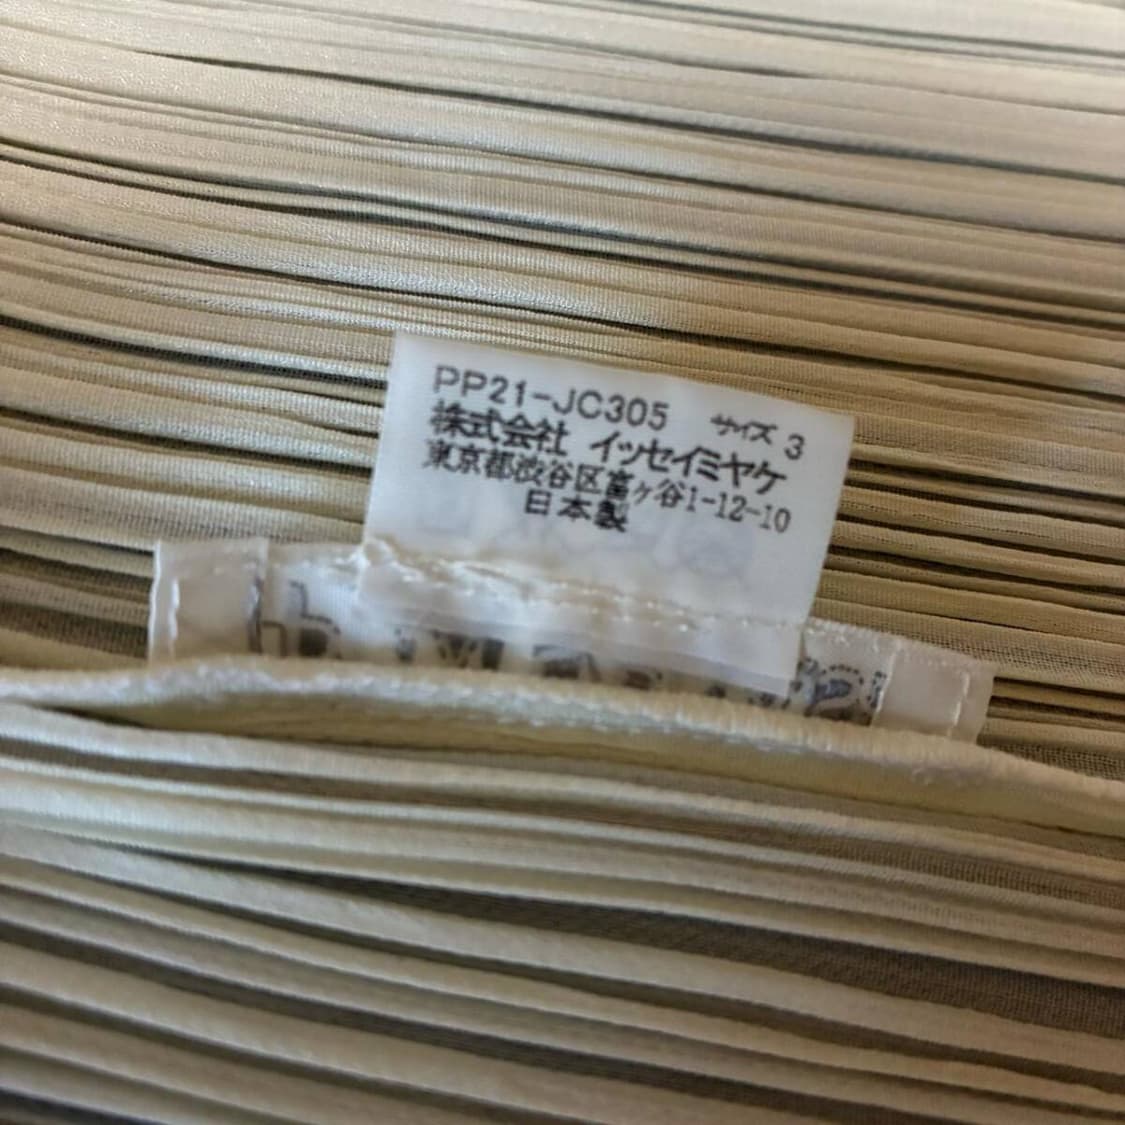 PP21-JC305 サイズ 3
株式会社 イッセイミヤケ
東京都渋谷区富ヶ谷1-12-10
日本製